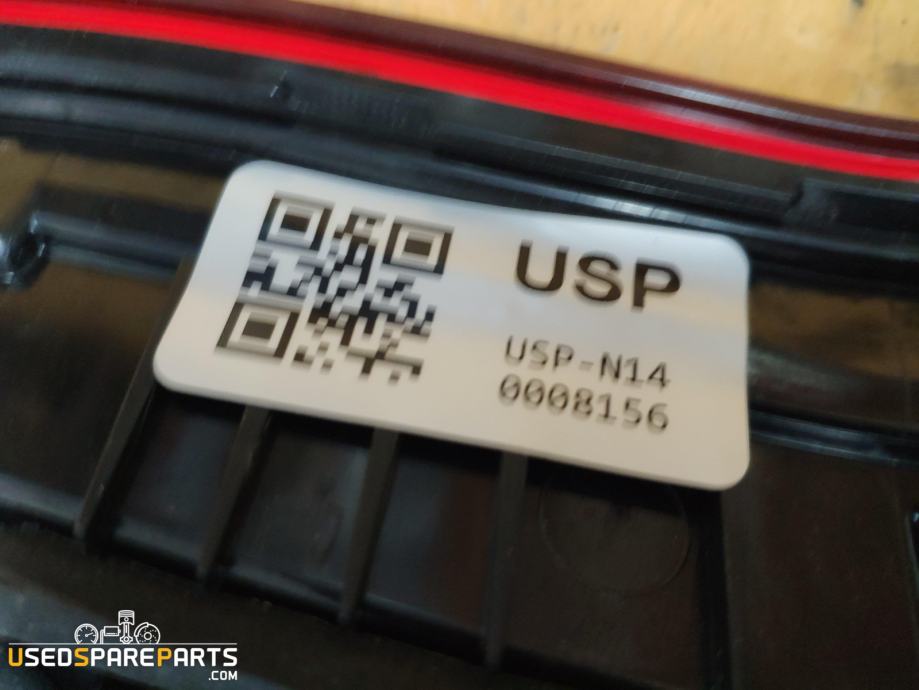 USP
USP-N14
0008156
USEDSPAREPARTS
.COM